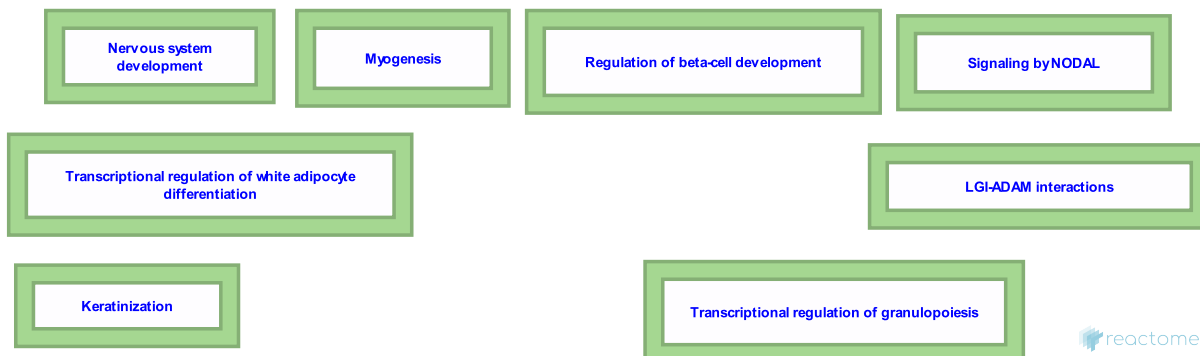 Nervous system
development
Myogenesis
Regulation of beta-cell development
Signaling by NODAL
Transcriptional regulation of white adipocyte
differentiation
LGI-ADAM interactions
Keratinization
Transcriptional regulation of granulopoiesis
reactome